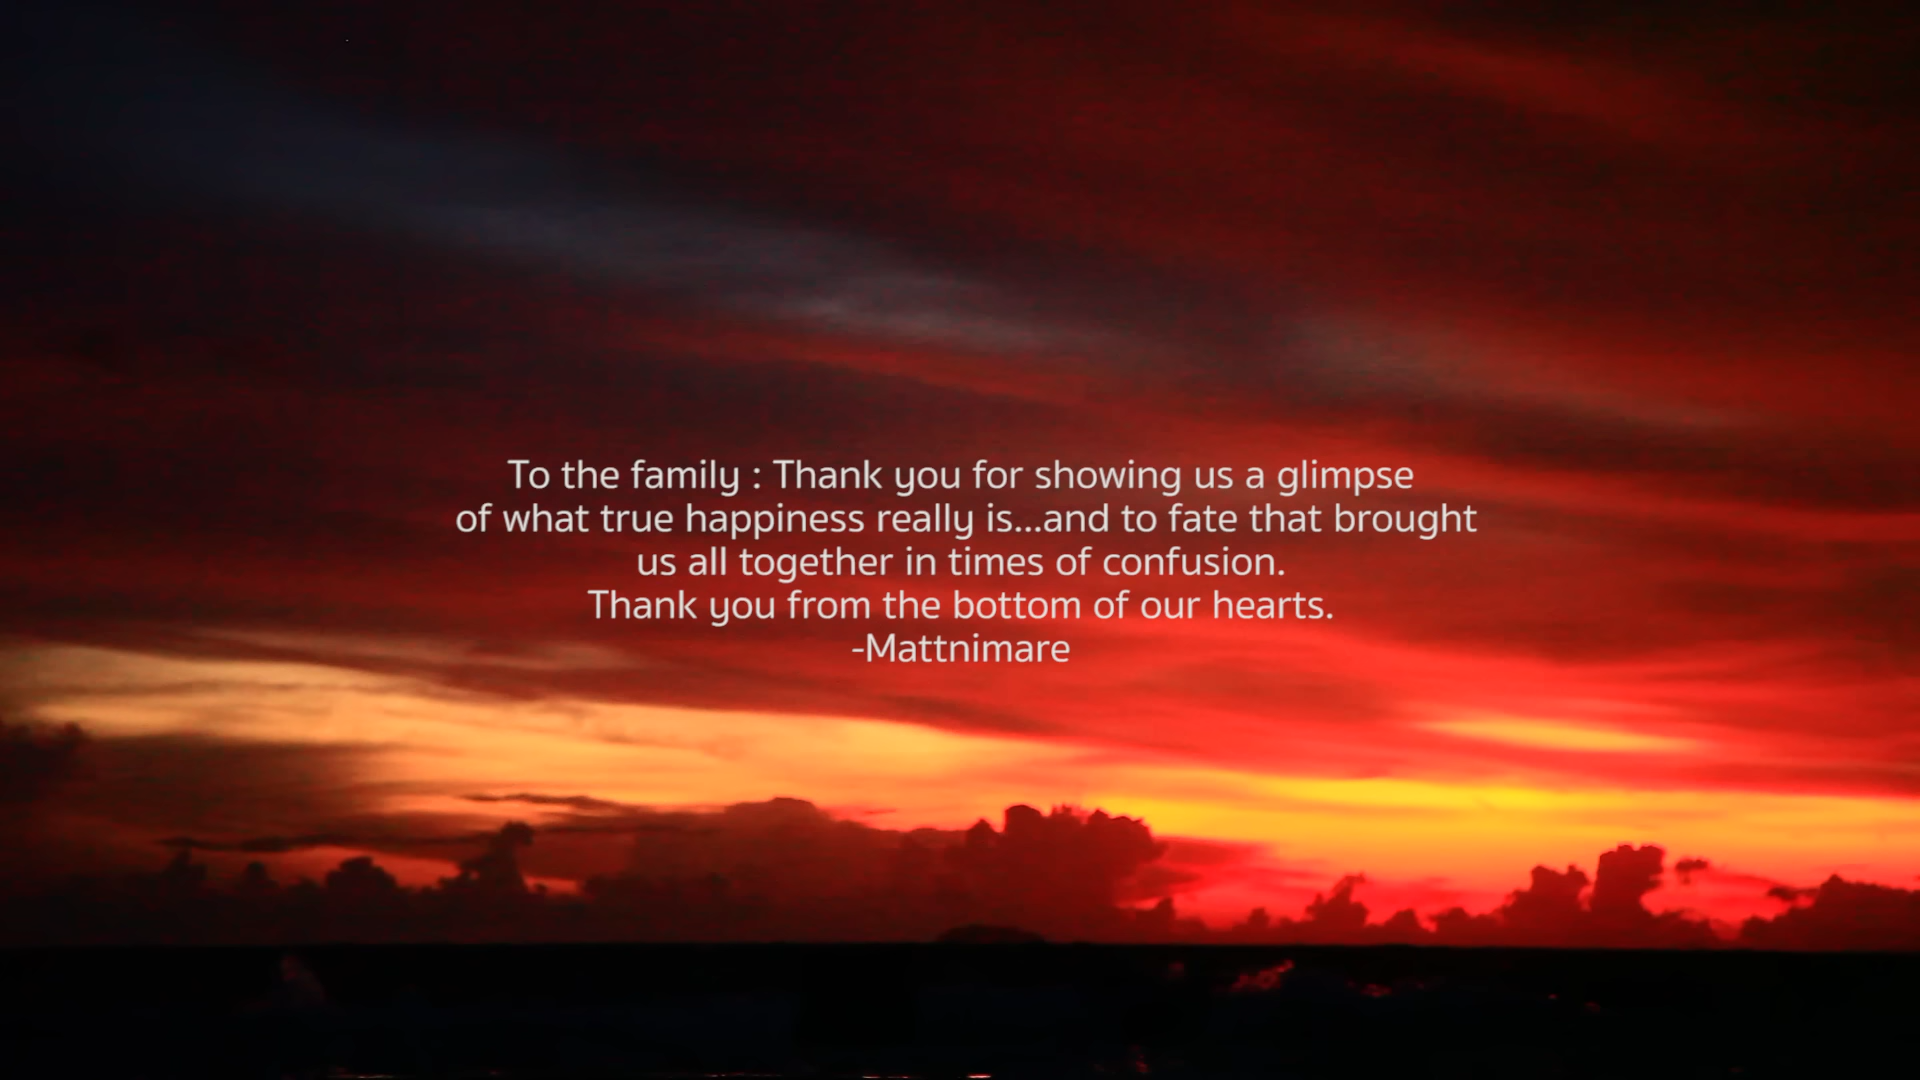 To the family : Thank you for showing us a glimpse
of what true happiness really is...and to fate that brought
us all together in times of confusion.
Thank you from the bottom of our hearts.
-Mattnimare